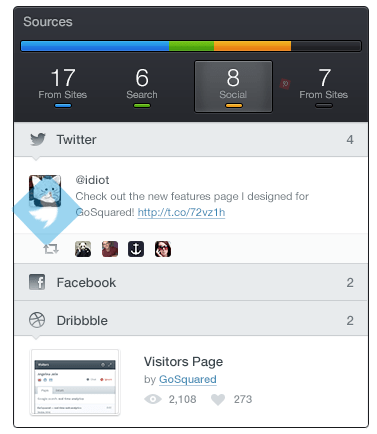 Sources
17 6 8 7
From Sites Search Social From Sites
Twitter 4
@idiot
Check out the new features page I designed for
GoSquared! http://t.co/72vz1h
Facebook 2
Dribbble 2
Visitors Page
by GoSquared
2,108 273